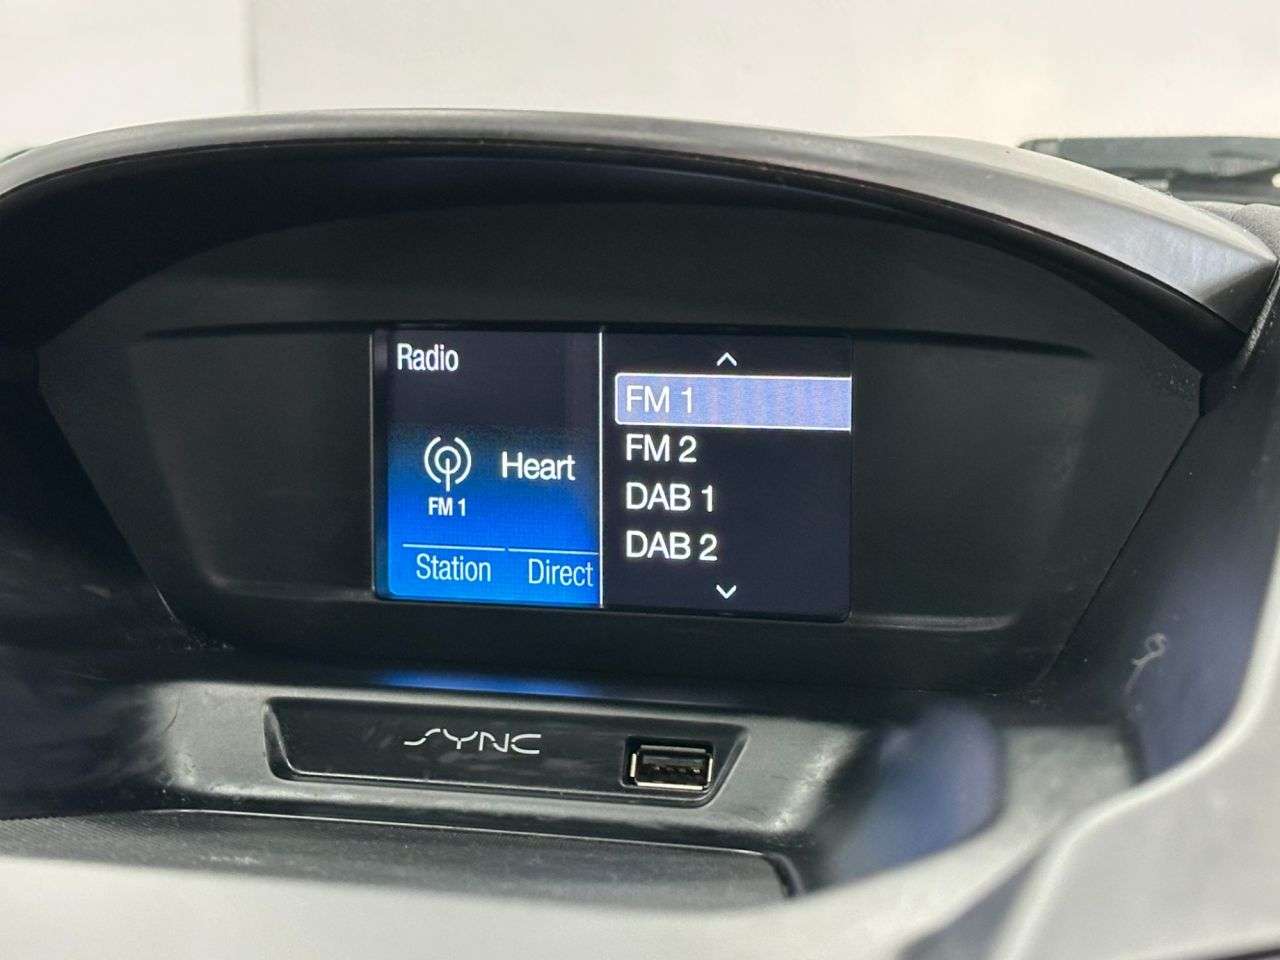 Radio
Heart
FM 1
Station Direct
FM 1
FM 2
DAB 1
DAB 2
SYNC